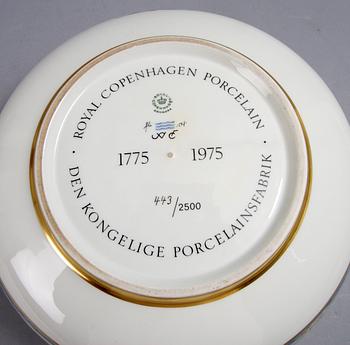 · ROYAL COPENHAGEN PORCELAIN ·
1775 1975
443/2500
DEN KONGELIGE PORCELAINSFABRIK